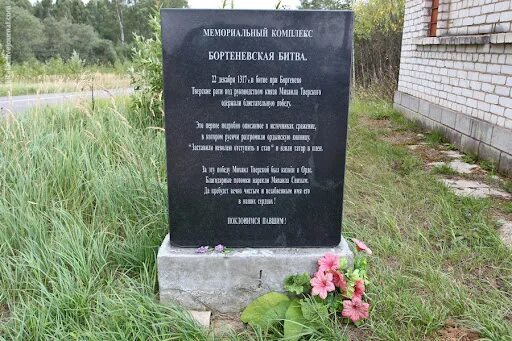 МЕМОРИАЛЬНЫЙ КОМПЛЕКС
БОРТЕНЕВСКАЯ БИТВА.
22 декабря 1317 г. в битве при Бортенево
Тверские рати под руководством князя Михаила Тверского
одержали блистательную победу.
Это первое подробно описанное в источниках сражение,
в котором русичи разгромили ордынскую конницу:
"Заставили неволею отступить в стан" и взяли татар в плен.
За эту победу Михаил Тверской был казнён в Орде.
Благодарные потомки нарекли Михаила Святым.
Да пребудет вечно чистым и незабвенным имя его
в наших сердцах!
ПОКЛОНИМСЯ ПАВШИМ!